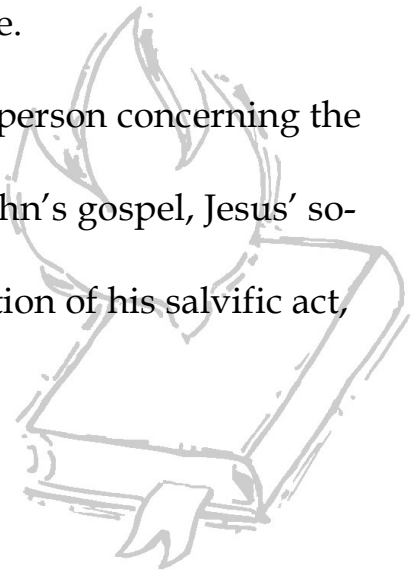 e.
person concerning the
hn's gospel, Jesus' so-
tion of his salvific act,